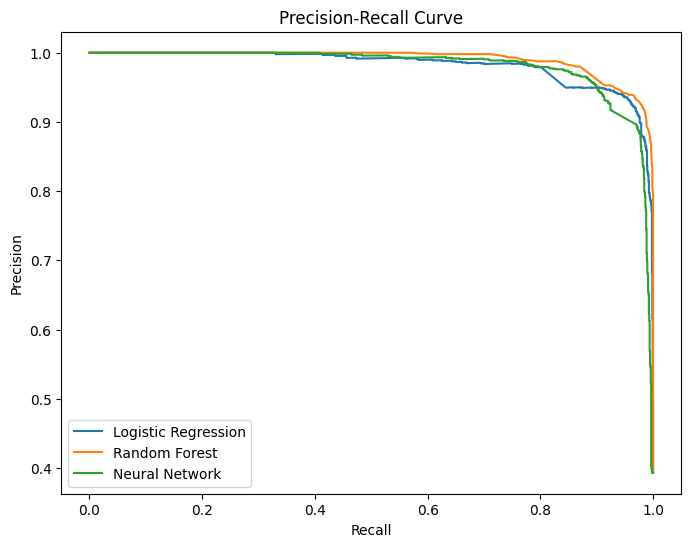 Precision-Recall Curve
1.0
0.9
0.8
0.7
0.6
0.5
0.4
Precision
Logistic Regression
Random Forest
Neural Network
0.0 0.2 0.4 0.6 0.8 1.0
Recall